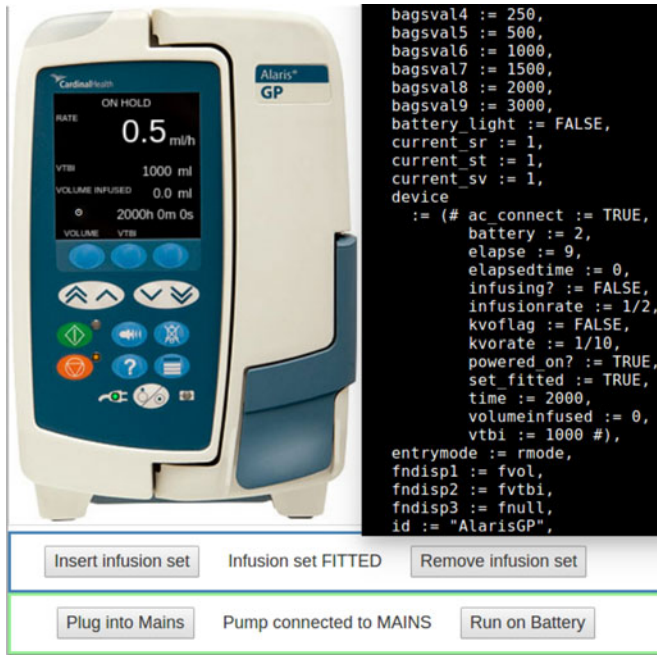 CardinalHealth
Alaris®
GP
ON HOLD
RATE
0.5 ml/h
VTBI 1000 ml
VOLUME INFUSED 0.0 ml
2000h 0m 0s
VOLUME VTBI
?
bagsval4 := 250,
bagsval5 := 500,
bagsval6 := 1000,
bagsval7 := 1500,
bagsval8 := 2000,
bagsval9 := 3000,
battery_light := FALSE,
current_sr := 1,
current_st := 1,
current_sv := 1,
device
:= (# ac_connect := TRUE,
battery := 2,
elapse := 9,
elapsedtime := 0,
infusing? := FALSE,
infusionrate := 1/2,
kvoflag := FALSE,
kvorate := 1/10,
powered_on? := TRUE,
set_fitted := TRUE,
time := 2000,
volumeinfused := 0,
vtbi := 1000 #),
entrymode := rmode,
fndisp1 := fvol,
fndisp2 := fvtbi,
fndisp3 := fnull,
id := "AlarisGP",
Insert infusion set Infusion set FITTED Remove infusion set
Plug into Mains Pump connected to MAINS Run on Battery